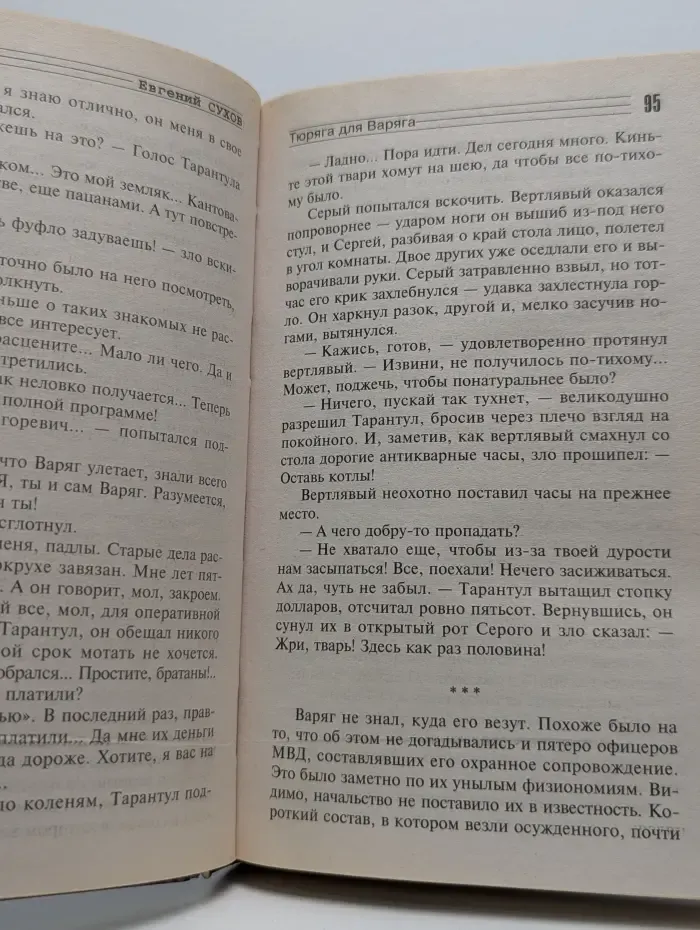 Евгений СУХОВ
я знаю отлично, он меня в свое
ался.
жешь на это? — Голос Тарантула
ком... Это мой земляк... Кантова-
ве, еще пацанами. А тут повстре-
ь фуфло задуваешь! — зло вски-
точно было на него посмотреть,
олкнуть.
ньше о таких знакомых не рас-
все интересует.
расцените... Мало ли чего. Да и
третились.
ак неловко получается... Теперь
полной программе!
горевич... — попытался под-
что Варяг улетает, знали всего
Я, ты и сам Варяг. Разумеется,
н ты!
сглотнул.
меня, падлы. Старые дела рас-
окрухе завязан. Мне лет пят-
А он говорит, мол, закроем.
й все, мол, для оперативной
Тарантул, он обещал никого
ой срок мотать не хочется.
обрался... Простите, братаны!..
платили?
ью». В последний раз, прав-
платили... Да мне их деньги
да дороже. Хотите, я вас на
..
ло коленям, Тарантул под-
Тюряга для Варяга
95
— Ладно... Пора идти. Дел сегодня много. Кинь-
те этой твари хомут на шею, да чтобы все по-тихо-
му было.
Серый попытался вскочить. Вертлявый оказался
попроворнее — ударом ноги он вышиб из-под него
стул, и Сергей, разбивая о край стола лицо, полетел
в угол комнаты. Двое других уже оседлали его и вы-
ворачивали руки. Серый затравленно взвыл, но тот-
час его крик захлебнулся — удавка захлестнула гор-
ло. Он харкнул разок, другой и, мелко засучив но-
гами, вытянулся.
— Кажись, готов, — удовлетворенно протянул
вертлявый. — Извини, не получилось по-тихому...
Может, поджечь, чтобы понатуральнее было?
— Ничего, пускай так тухнет, — великодушно
разрешил Тарантул, бросив через плечо взгляд на
покойного. И, заметив, как вертлявый смахнул со
стола дорогие антикварные часы, зло прошипел: —
Оставь котлы!
Вертлявый неохотно поставил часы на прежнее
место.
— А чего добру-то пропадать?
— Не хватало еще, чтобы из-за твоей дурости
нам засыпаться! Все, поехали! Нечего засиживаться.
Ах да, чуть не забыл. — Тарантул вытащил стопку
долларов, отсчитал ровно пятьсот. Вернувшись, он
сунул их в открытый рот Серого и зло сказал: —
Жри, тварь! Здесь как раз половина!
* * *
Варяг не знал, куда его везут. Похоже было на
то, что об этом не догадывались и пятеро офицеров
МВД, составлявших его охранное сопровождение.
Это было заметно по их унылым физиономиям. Ви-
димо, начальство не поставило их в известность. Ко-
роткий состав, в котором везли осужденного, почти